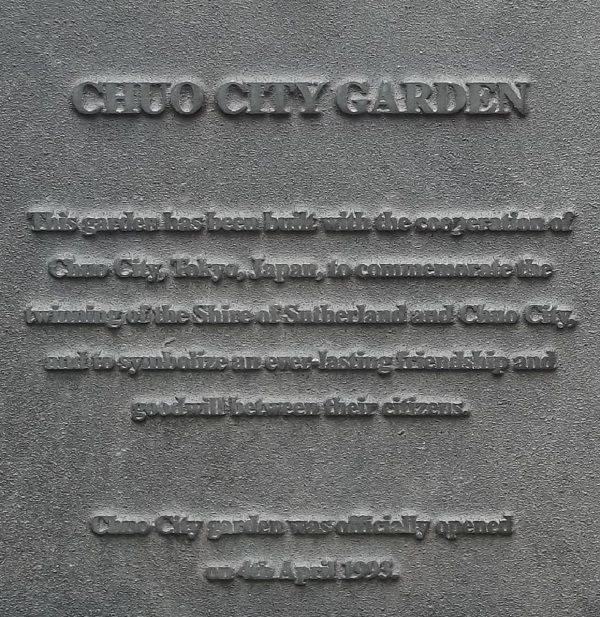 CHUO CITY GARDEN
This garden has been built with the cooperation of
Chuo City, Tokyo, Japan, to commemorate the
twinning of the Shire of Sutherland and Chuo City,
and to symbolize an ever-lasting friendship and
goodwill between their citizens.
Chuo City garden was officially opened
on 4th April 1993.